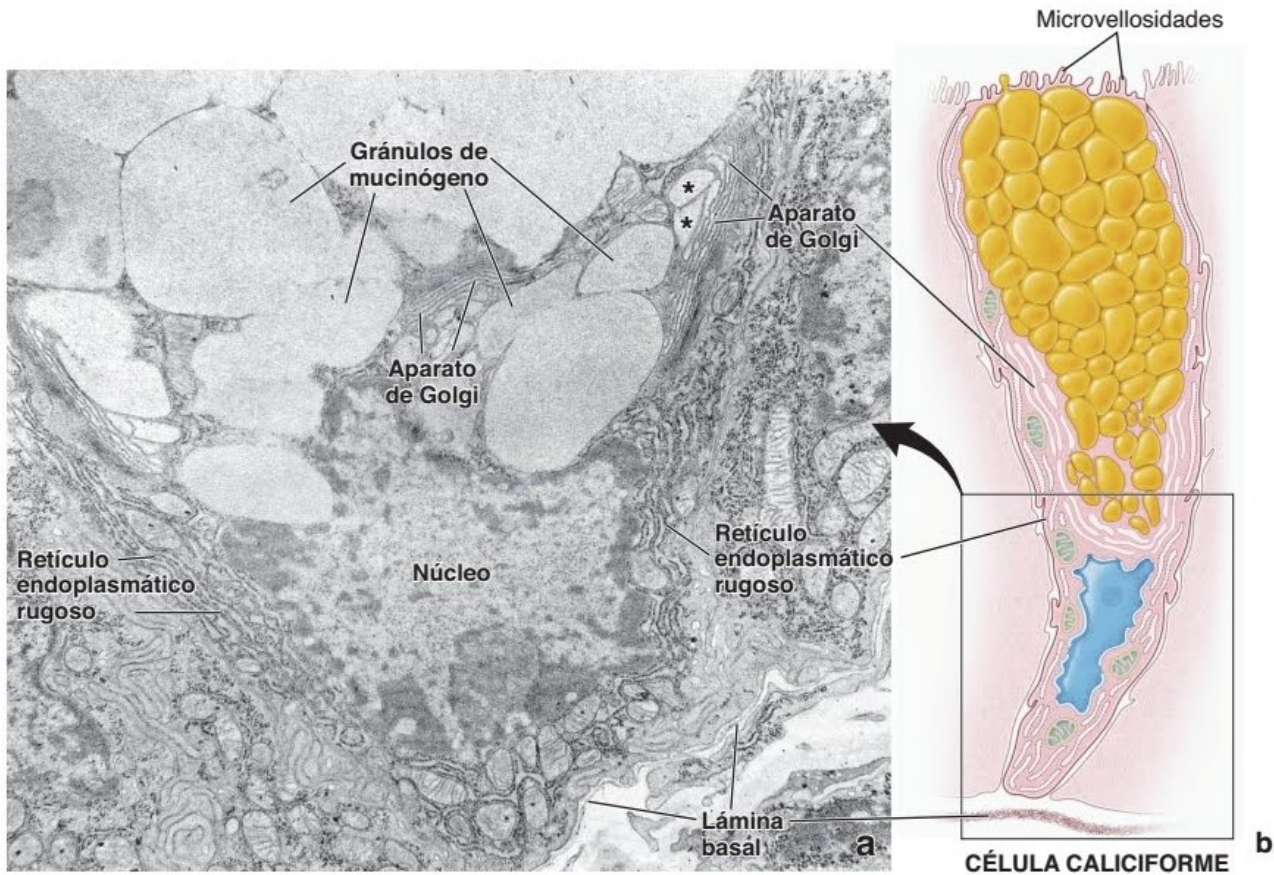 Microvellosidades
Gránulos de
mucinógeno
*
*
Aparato
de Golgi
Aparato
de Golgi
Retículo
endoplasmático
rugoso
Núcleo
Retículo
endoplasmático
rugoso
Lámina
basal
a
b
CÉLULA CALICIFORME